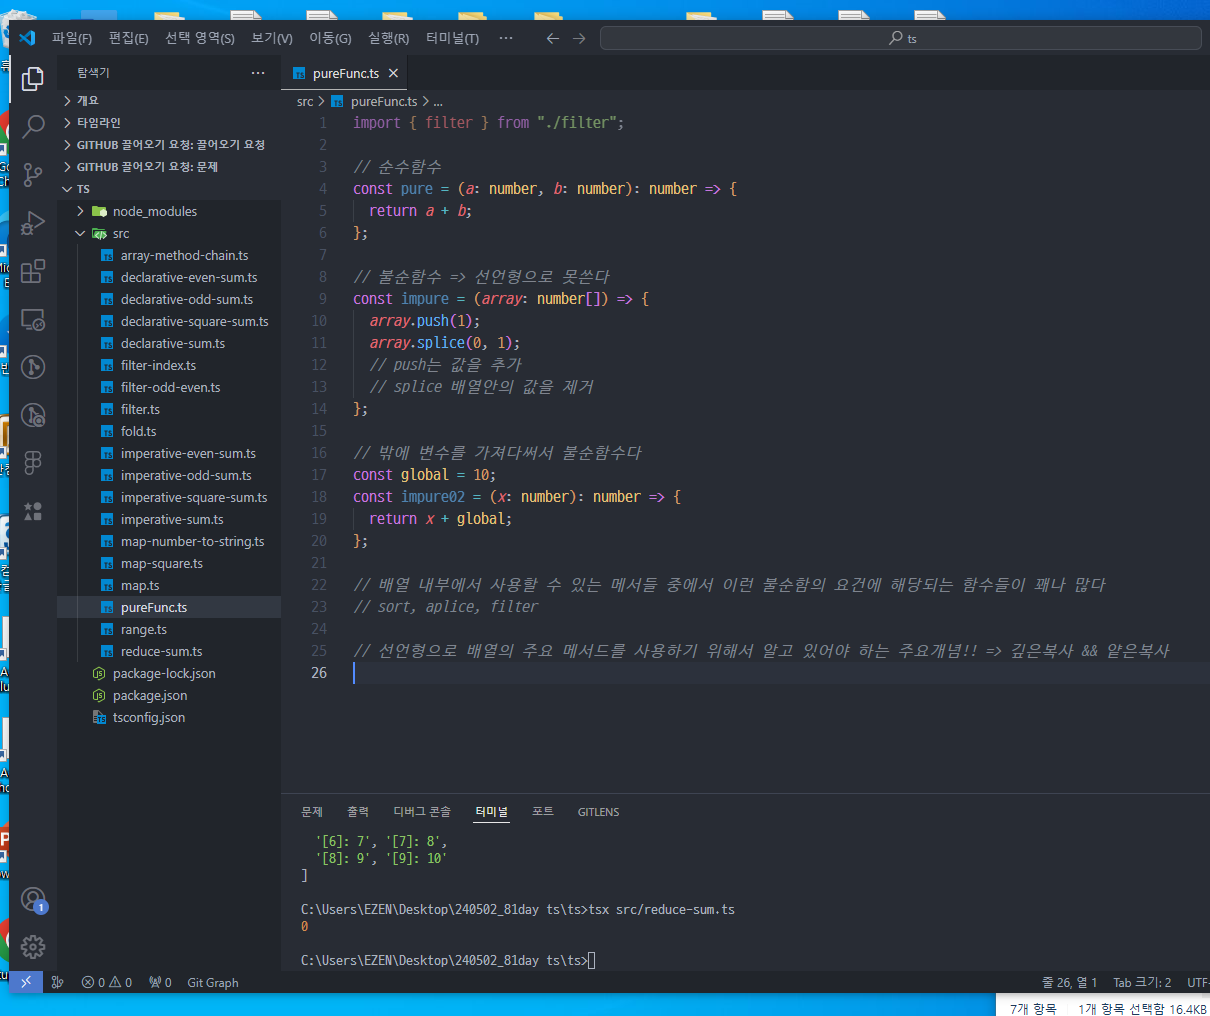 파일(F) 편집(E) 선택 영역(S) 보기(V) 이동(G) 실행(R) 터미널(T) ··· ts
탐색기 ···
개요
타임라인
GITHUB 끌어오기 요청: 끌어오기 요청
GITHUB 끌어오기 요청: 문제
TS
node_modules
src
array-method-chain.ts
declarative-even-sum.ts
declarative-odd-sum.ts
declarative-square-sum.ts
declarative-sum.ts
filter-index.ts
filter-odd-even.ts
filter.ts
fold.ts
imperative-even-sum.ts
imperative-odd-sum.ts
imperative-square-sum.ts
imperative-sum.ts
map-number-to-string.ts
map-square.ts
map.ts
pureFunc.ts
range.ts
reduce-sum.ts
package-lock.json
package.json
tsconfig.json
pureFunc.ts
src > pureFunc.ts > ...
1 import { filter } from "./filter";
2
3 // 순수함수
4 const pure = (a: number, b: number): number => {
5 return a + b;
6 };
7
8 // 불순함수 => 선언형으로 못쓴다
9 const impure = (array: number[]) => {
10 array.push(1);
11 array.splice(0, 1);
12 // push는 값을 추가
13 // splice 배열안의 값을 제거
14 };
15
16 // 밖에 변수를 가져다써서 불순함수다
17 const global = 10;
18 const impure02 = (x: number): number => {
19 return x + global;
20 };
21
22 // 배열 내부에서 사용할 수 있는 메서들 중에서 이런 불순함의 요건에 해당되는 함수들이 꽤나 많다
23 // sort, aplice, filter
24
25 // 선언형으로 배열의 주요 메서드를 사용하기 위해서 알고 있어야 하는 주요개념!! => 깊은복사 && 얕은복사
26
문제 출력 디버그 콘솔 터미널 포트 GITLENS
'[6]: 7', '[7]: 8',
'[8]: 9', '[9]: 10'
]
C:\Users\EZEN\Desktop\240502_81day ts\ts>tsx src/reduce-sum.ts
0
C:\Users\EZEN\Desktop\240502_81day ts\ts>
1
0 0 0 Git Graph 줄 26, 열 1 Tab 크기: 2 UTF-
7개 항목 1개 항목 선택함 16.4KB